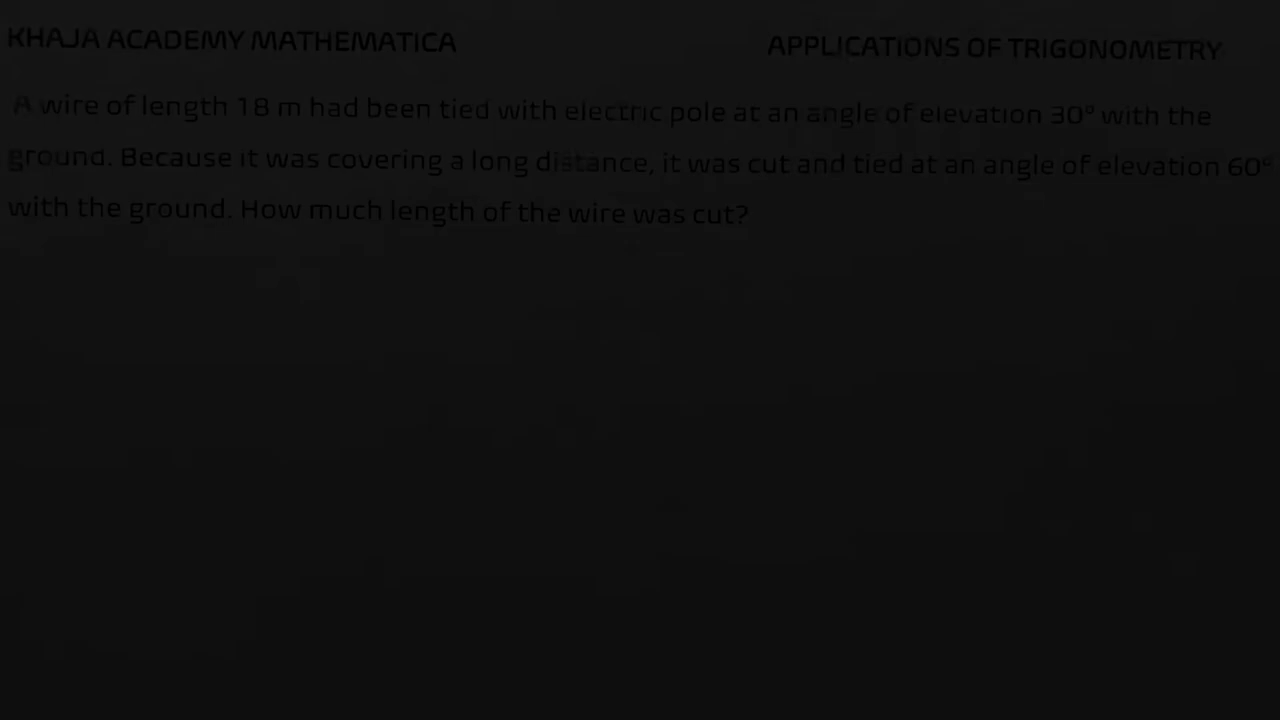 KHAJA ACADEMY MATHEMATICA
APPLICATIONS OF TRIGONOMETRY
A wire of length 18 m had been tied with electric pole at an angle of elevation 30° with the
ground. Because it was covering a long distance, it was cut and tied at an angle of elevation 60°
with the ground. How much length of the wire was cut?